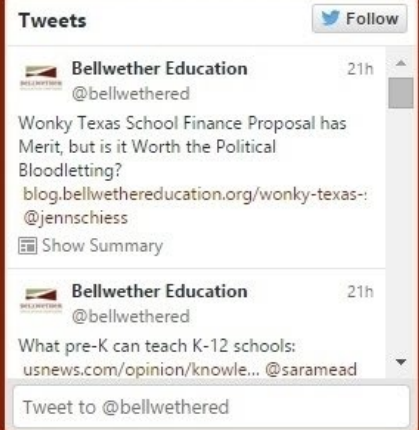 Tweets
Follow
Bellwether Education 21h
@bellwethered
Wonky Texas School Finance Proposal has
Merit, but is it Worth the Political
Bloodletting?
blog.bellwethereducation.org/wonky-texas-
@jennschiess
Show Summary
Bellwether Education 21h
@bellwethered
What pre-K can teach K-12 schools:
usnews.com/opinion/knowle... @saramead
Tweet to @bellwethered